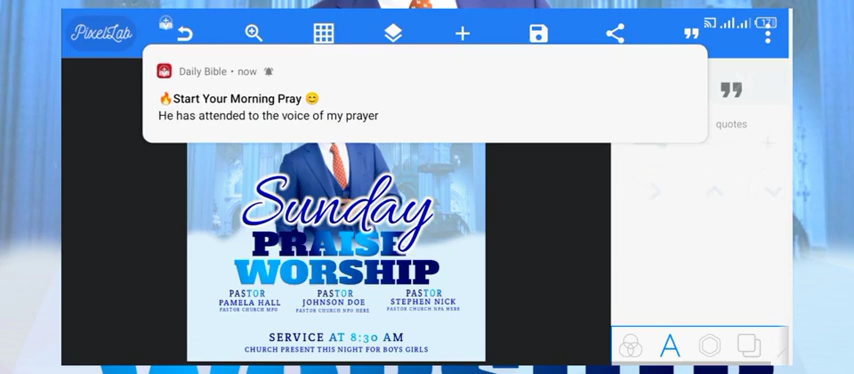 PixelLab
Daily Bible • now
🔥Start Your Morning Pray 😊
He has attended to the voice of my prayer
quotes
Sunday
PRAISE
WORSHIP
PASTOR
PAMELA HALL
PASTOR CHURCH MPO
PASTOR
JOHNSON DOE
PASTOR CHURCH NPO HERE
PASTOR
STEPHEN NICK
PASTOR CHURCH NPA HERE
SERVICE AT 8:30 AM
CHURCH PRESENT THIS NIGHT FOR BOYS GIRLS